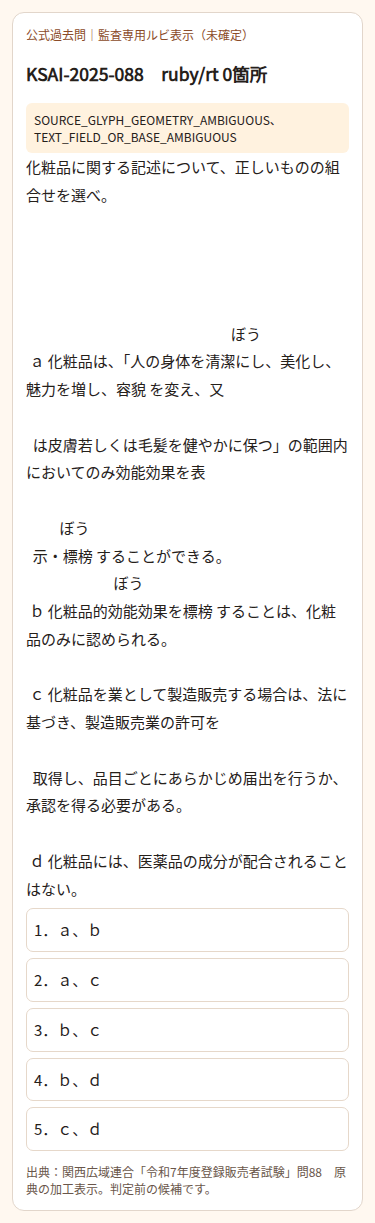 公式過去問｜監査専用ルビ表示（未確定）
KSAI-2025-088　ruby/rt 0箇所
SOURCE_GLYPH_GEOMETRY_AMBIGUOUS、
TEXT_FIELD_OR_BASE_AMBIGUOUS
化粧品に関する記述について、正しいものの組
合せを選べ。
ぼう
ａ 化粧品は、「人の身体を清潔にし、美化し、
魅力を増し、容貌 を変え、又
は皮膚若しくは毛髪を健やかに保つ」の範囲内
においてのみ効能効果を表
ぼう
示・標榜 することができる。
ぼう
ｂ 化粧品的効能効果を標榜 することは、化粧
品のみに認められる。
ｃ 化粧品を業として製造販売する場合は、法に
基づき、製造販売業の許可を
取得し、品目ごとにあらかじめ届出を行うか、
承認を得る必要がある。
ｄ 化粧品には、医薬品の成分が配合されること
はない。
1．ａ、ｂ
2．ａ、ｃ
3．ｂ、ｃ
4．ｂ、ｄ
5．ｃ、ｄ
出典：関西広域連合「令和7年度登録販売者試験」問88　原
典の加工表示。判定前の候補です。